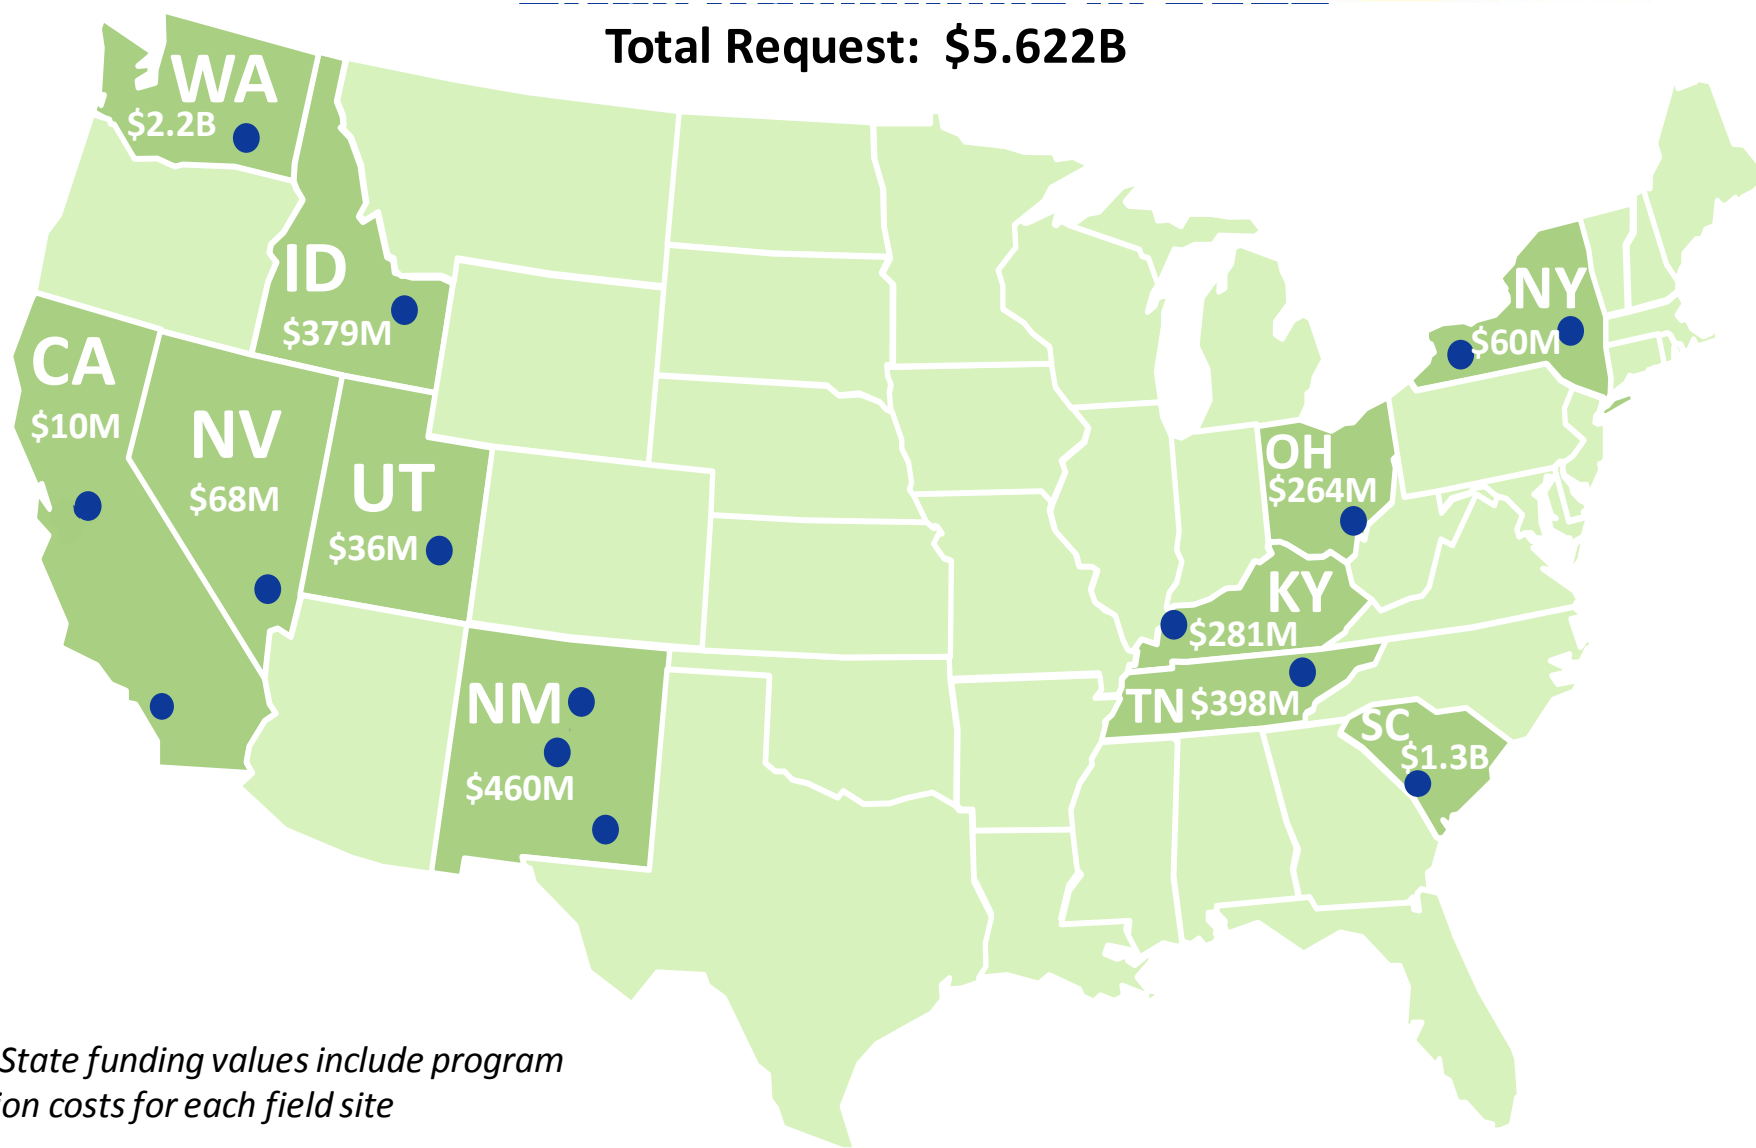 Total Request: $5.622B
WA
$2.2B
ID
$379M
CA
$10M
NV
$68M
UT
$36M
NM
$460M
NY
$60M
OH
$264M
KY
$281M
TN $398M
SC
$1.3B
State funding values include program
costs for each field site